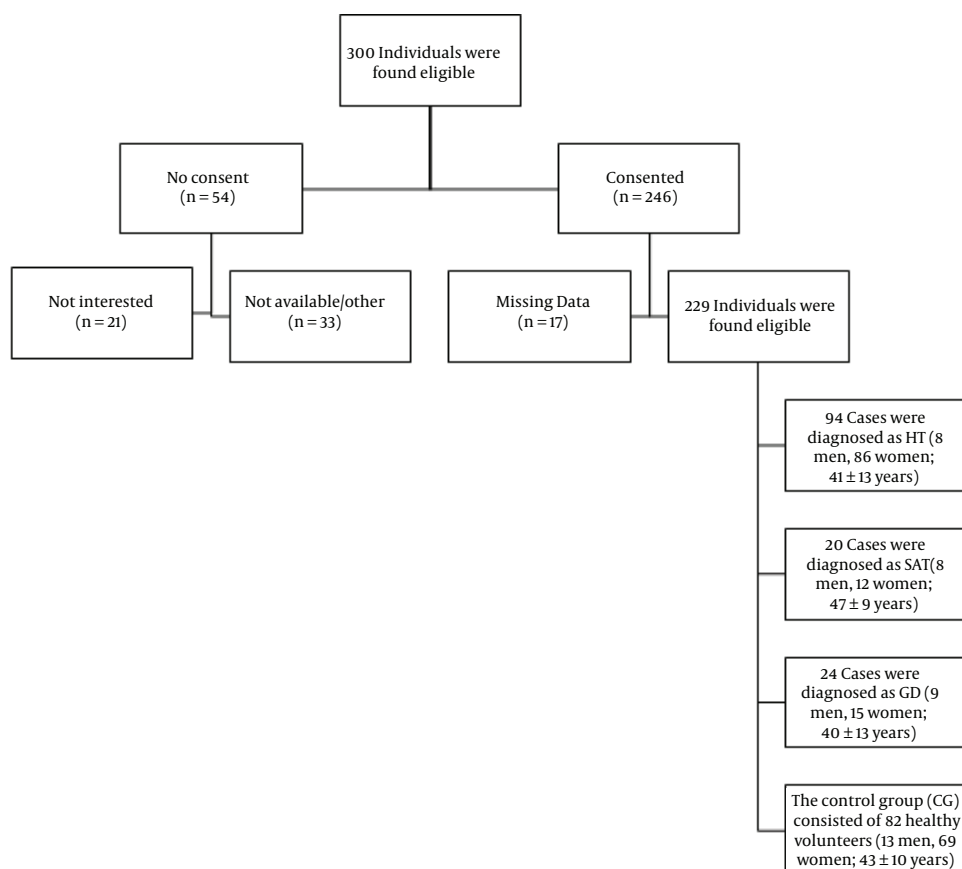 300 Individuals were
found eligible
No consent
(n = 54)
Consented
(n = 246)
Not interested
(n = 21)
Not available/other
(n = 33)
Missing Data
(n = 17)
229 Individuals were
found eligible
94 Cases were
diagnosed as HT (8
men, 86 women;
41 ± 13 years)
20 Cases were
diagnosed as SAT(8
men, 12 women;
47 ± 9 years)
24 Cases were
diagnosed as GD (9
men, 15 women;
40 ± 13 years)
The control group (CG)
consisted of 82 healthy
volunteers (13 men, 69
women; 43 ± 10 years)